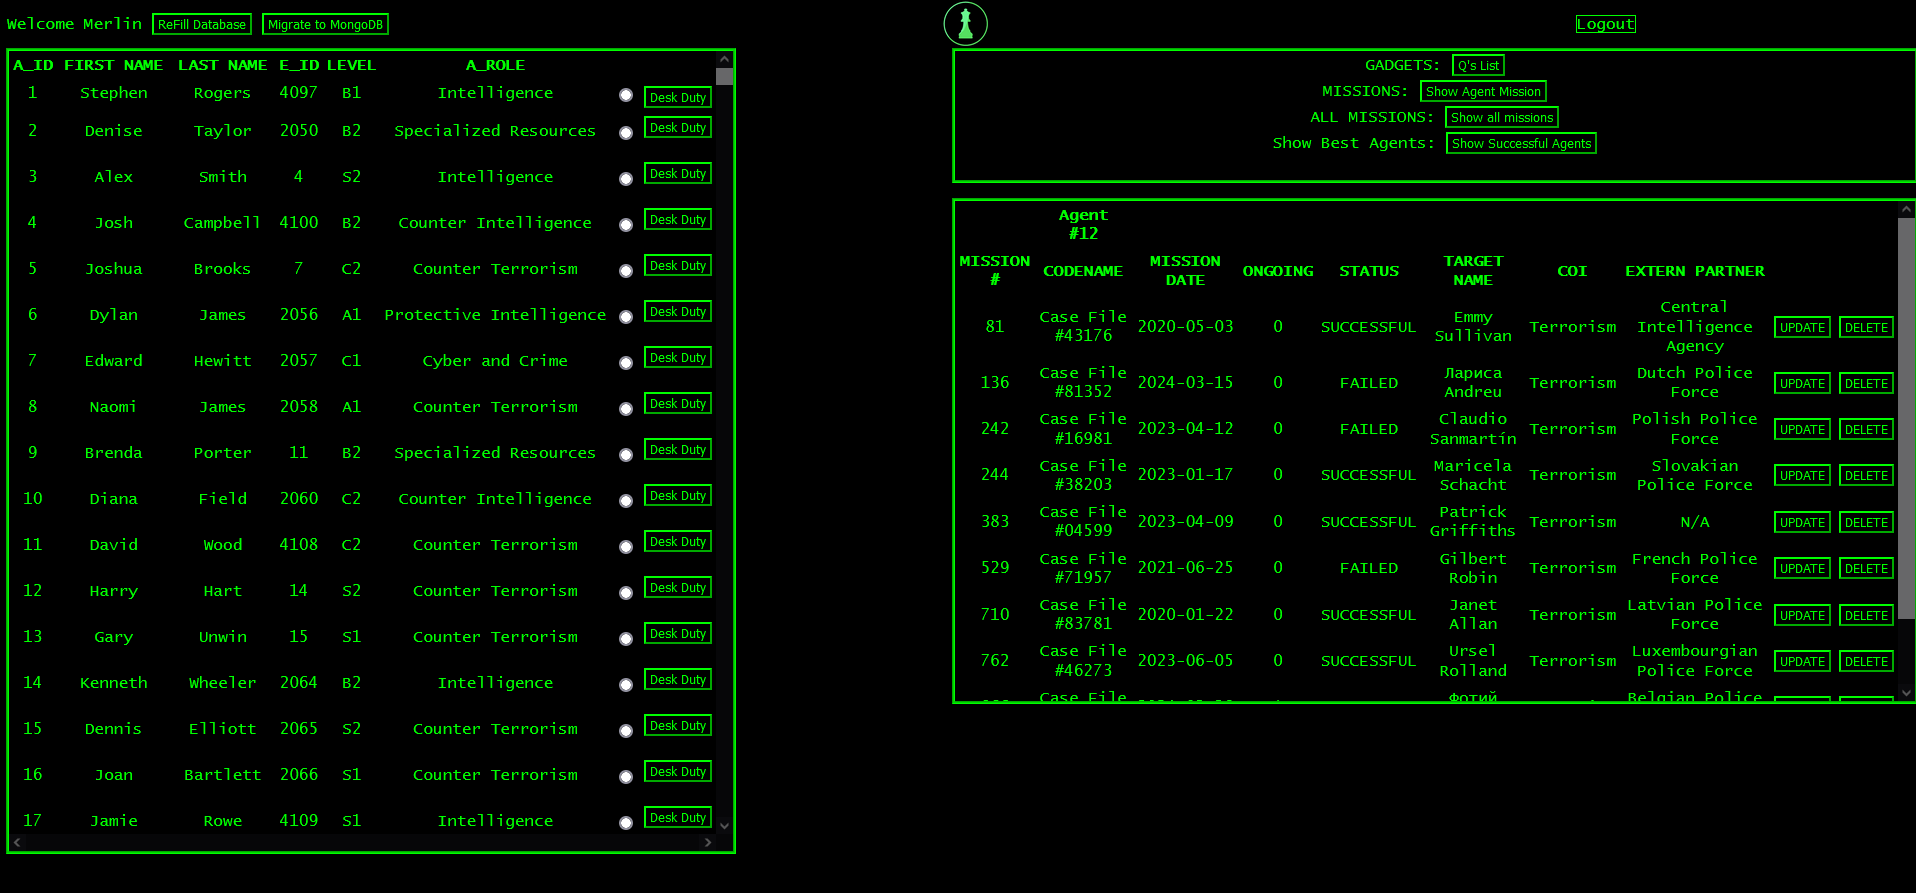 Welcome Merlin ReFill Database Migrate to MongoDB Logout
A_ID FIRST NAME LAST NAME E_ID LEVEL A_ROLE
1 Stephen Rogers 4097 B1 Intelligence Desk Duty
2 Denise Taylor 2050 B2 Specialized Resources Desk Duty
3 Alex Smith 4 S2 Intelligence Desk Duty
4 Josh Campbell 4100 B2 Counter Intelligence Desk Duty
5 Joshua Brooks 7 C2 Counter Terrorism Desk Duty
6 Dylan James 2056 A1 Protective Intelligence Desk Duty
7 Edward Hewitt 2057 C1 Cyber and Crime Desk Duty
8 Naomi James 2058 A1 Counter Terrorism Desk Duty
9 Brenda Porter 11 B2 Specialized Resources Desk Duty
10 Diana Field 2060 C2 Counter Intelligence Desk Duty
11 David Wood 4108 C2 Counter Terrorism Desk Duty
12 Harry Hart 14 S2 Counter Terrorism Desk Duty
13 Gary Unwin 15 S1 Counter Terrorism Desk Duty
14 Kenneth Wheeler 2064 B2 Intelligence Desk Duty
15 Dennis Elliott 2065 S2 Counter Terrorism Desk Duty
16 Joan Bartlett 2066 S1 Counter Terrorism Desk Duty
17 Jamie Rowe 4109 S1 Intelligence Desk Duty
GADGETS: Q's List
MISSIONS: Show Agent Mission
ALL MISSIONS: Show all missions
Show Best Agents: Show Successful Agents
Agent
#12
MISSION
#
CODENAME
MISSION
DATE
ONGOING
STATUS
TARGET
NAME
COI
EXTERN PARTNER
81
Case File
#43176
2020-05-03
0
SUCCESSFUL
Emmy
Sullivan
Terrorism
Central
Intelligence
Agency
UPDATE
DELETE
136
Case File
#81352
2024-03-15
0
FAILED
Лариса
Andreu
Terrorism
Dutch Police
Force
UPDATE
DELETE
242
Case File
#16981
2023-04-12
0
FAILED
Claudio
Sanmartín
Terrorism
Polish Police
Force
UPDATE
DELETE
244
Case File
#38203
2023-01-17
0
SUCCESSFUL
Maricela
Schacht
Terrorism
Slovakian
Police Force
UPDATE
DELETE
383
Case File
#04599
2023-04-09
0
SUCCESSFUL
Patrick
Griffiths
Terrorism
N/A
UPDATE
DELETE
529
Case File
#71957
2021-06-25
0
FAILED
Gilbert
Robin
Terrorism
French Police
Force
UPDATE
DELETE
710
Case File
#83781
2020-01-22
0
SUCCESSFUL
Janet
Allan
Terrorism
Latvian Police
Force
UPDATE
DELETE
762
Case File
#46273
2023-06-05
0
SUCCESSFUL
Ursel
Rolland
Terrorism
Luxembourgian
Police Force
UPDATE
DELETE
Case File
Фотий
Belgian Police